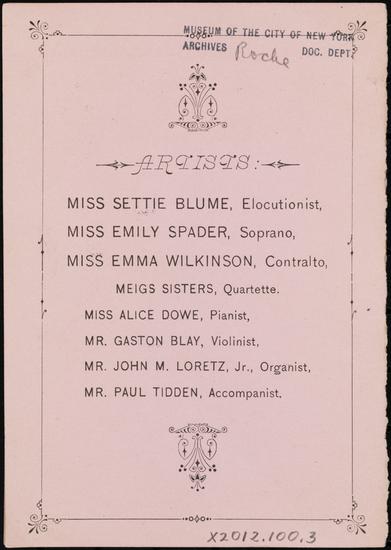 MUSEUM OF THE CITY OF NEW YORK
ARCHIVES Roche DOC. DEPT.
ARTISTS:
MISS SETTIE BLUME, Elocutionist,
MISS EMILY SPADER, Soprano,
MISS EMMA WILKINSON, Contralto,
MEIGS SISTERS, Quartette.
MISS ALICE DOWE, Pianist,
MR. GASTON BLAY, Violinist,
MR. JOHN M. LORETZ, Jr., Organist,
MR. PAUL TIDDEN, Accompanist.
X2012.100.3